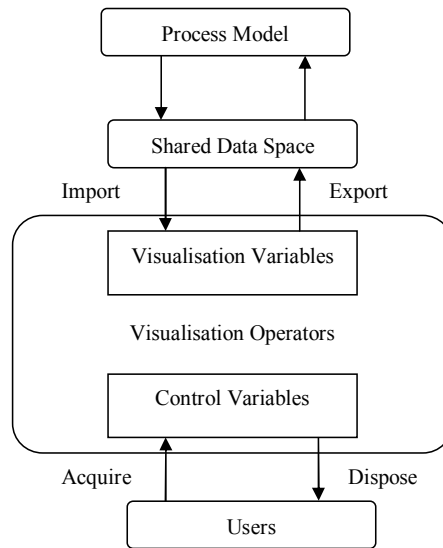 Process Model
Shared Data Space
Import
Export
Visualisation Variables
Visualisation Operators
Control Variables
Acquire
Dispose
Users